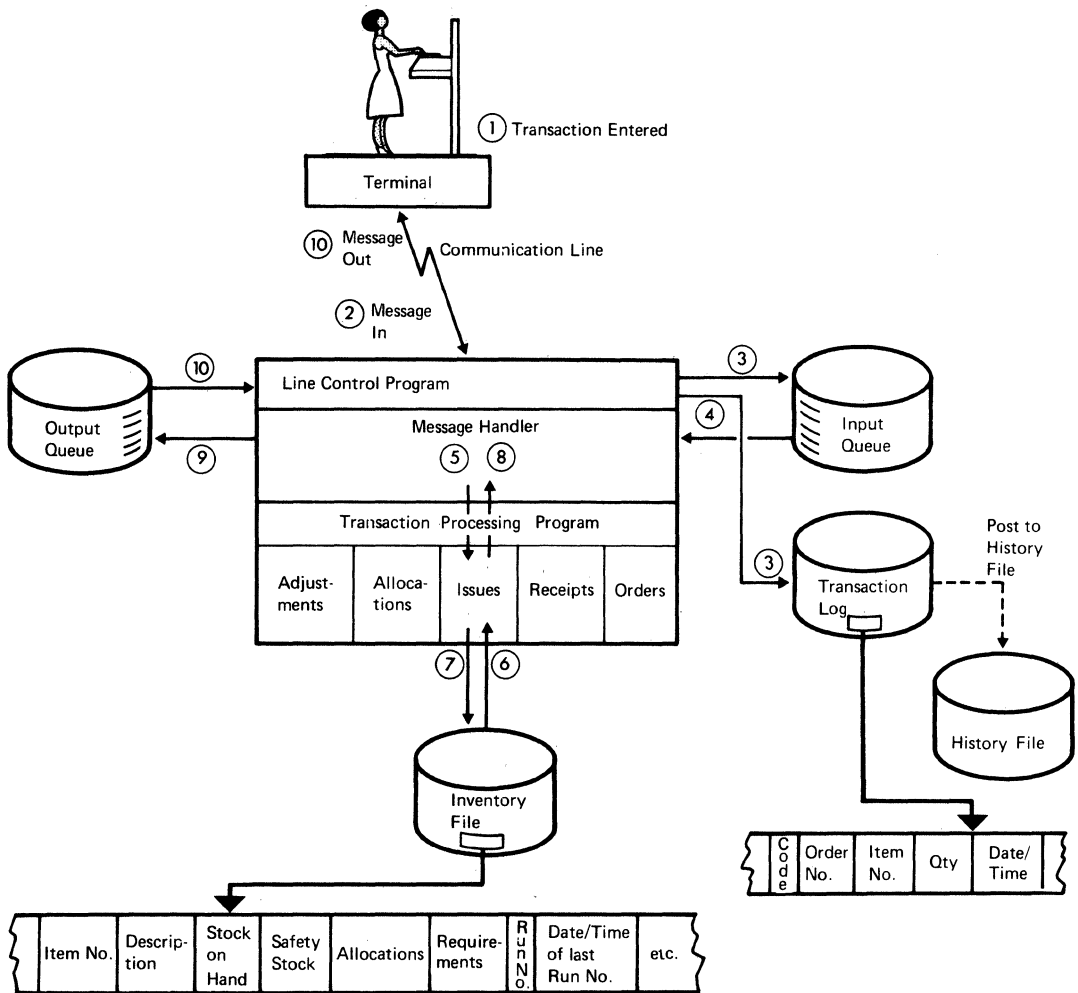 ① Transaction Entered
Terminal
⑩ Message
Out
Communication Line
② Message
In
⑩
Output
Queue
⑨
Line Control Program
Message Handler
⑤ ⑧
Transaction Processing Program
Adjust-
ments
Alloca-
tions
Issues
Receipts
Orders
③
④
Input
Queue
③
Transaction
Log
Post to
History
File
History File
⑦ ⑥
Inventory
File
Code
Order
No.
Item
No.
Qty
Date/
Time
Item No.
Descrip-
tion
Stock
on
Hand
Safety
Stock
Allocations
Require-
ments
Run No.
Date/Time
of last
Run No.
etc.